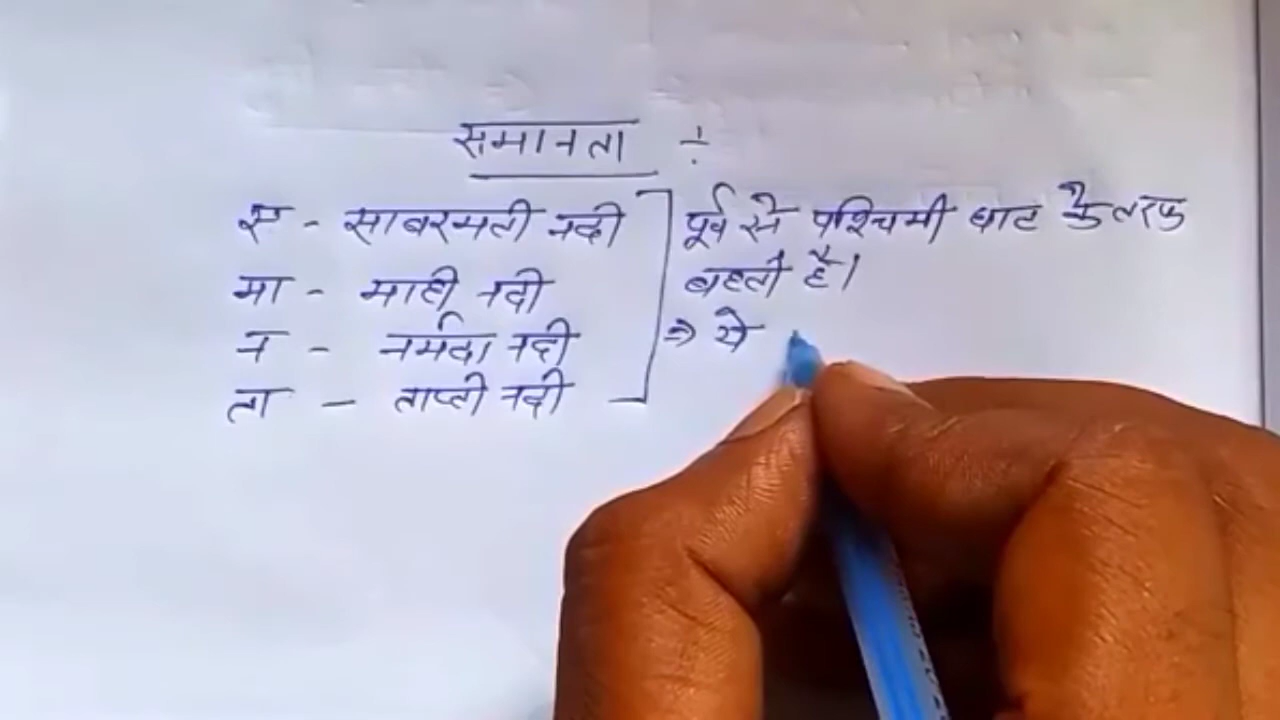 समानता ÷
स - साबरमती नदी
मा - माही नदी
न - नर्मदा नदी
ता - ताप्ती नदी
पूर्व से पश्चिमी घाट के तरफ
बहती है।
⇒ ये